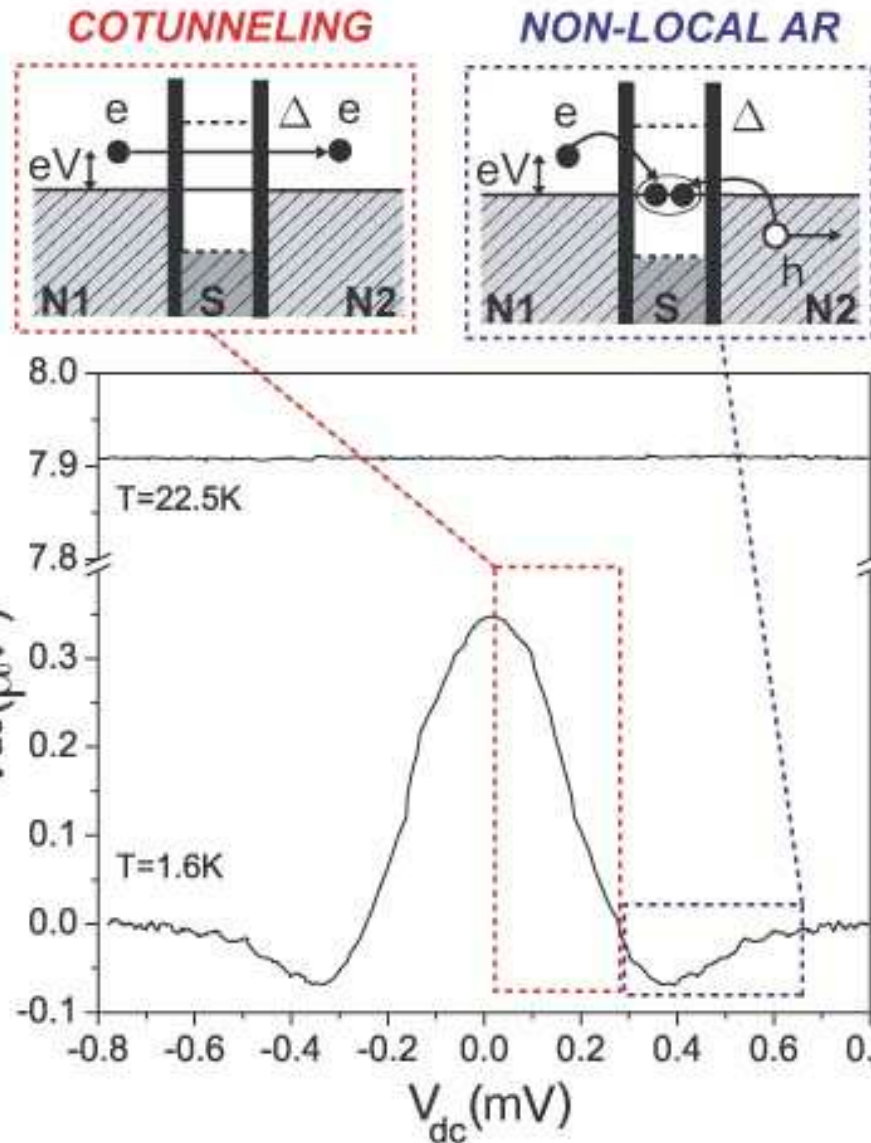 COTUNNELING NON-LOCAL AR
e e Δ
eV
N1 S N2
e Δ
eV
h
N1 S N2
8.0
7.9
T=22.5K
7.8
0.3
0.2
0.1
T=1.6K
0.0
-0.1
-0.8 -0.6 -0.4 -0.2 0.0 0.2 0.4 0.6
V_dc(mV)